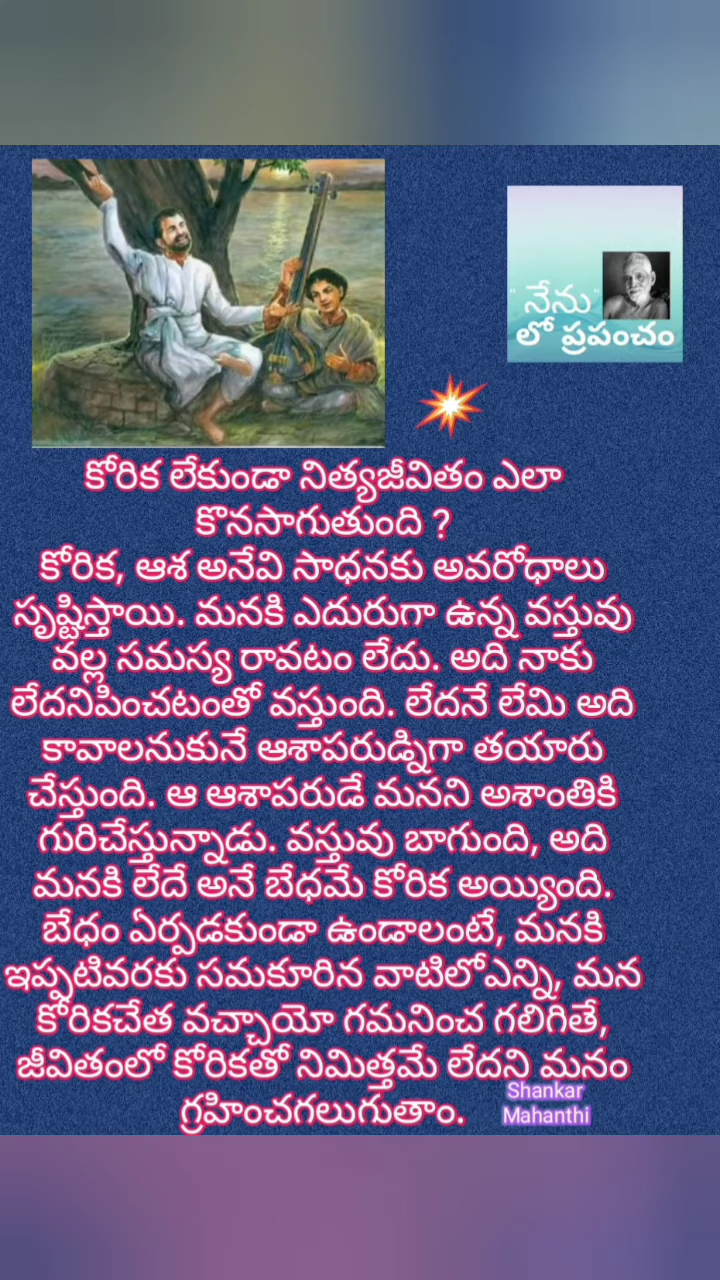 " నేను"
లో ప్రపంచం
కోరిక లేకుండా నిత్యజీవితం ఎలా
కొనసాగుతుంది ?
కోరిక, ఆశ అనేవి సాధనకు అవరోధాలు
సృష్టిస్తాయి. మనకి ఎదురుగా ఉన్న వస్తువు
వల్ల సమస్య రావటం లేదు. అది నాకు
లేదనిపించటంతో వస్తుంది. లేదనే లేమి అది
కావాలనుకునే ఆశాపరుడ్నిగా తయారు
చేస్తుంది. ఆ ఆశాపరుడే మనని అశాంతికి
గురిచేస్తున్నాడు. వస్తువు బాగుంది, అది
మనకి లేదే అనే బేధమే కోరిక అయ్యింది.
బేధం ఏర్పడకుండా ఉండాలంటే, మనకి
ఇప్పటివరకు సమకూరిన వాటిలోఎన్ని, మన
కోరికచేత వచ్చాయో గమనించ గలిగితే,
జీవితంలో కోరికతో నిమిత్తమే లేదని మనం
గ్రహించగలుగుతాం.
Shankar
Mahanthi